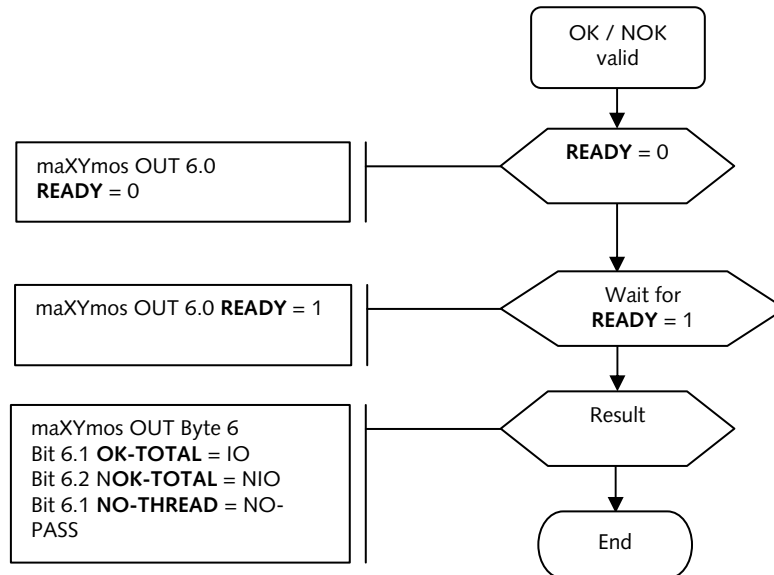 OK / NOK
valid
READY = 0
maXYmos OUT 6.0
READY = 0
Wait for
READY = 1
maXYmos OUT 6.0 READY = 1
Result
maXYmos OUT Byte 6
Bit 6.1 OK-TOTAL = IO
Bit 6.2 NOK-TOTAL = NIO
Bit 6.1 NO-THREAD = NO-
PASS
End